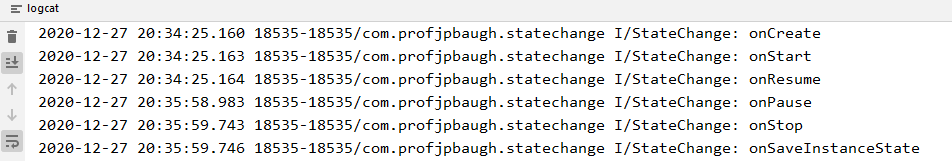 logcat
2020-12-27 20:34:25.160 18535-18535/com.profjpbaugh.statechange I/StateChange: onCreate
2020-12-27 20:34:25.163 18535-18535/com.profjpbaugh.statechange I/StateChange: onStart
2020-12-27 20:34:25.164 18535-18535/com.profjpbaugh.statechange I/StateChange: onResume
2020-12-27 20:35:58.983 18535-18535/com.profjpbaugh.statechange I/StateChange: onPause
2020-12-27 20:35:59.743 18535-18535/com.profjpbaugh.statechange I/StateChange: onStop
2020-12-27 20:35:59.746 18535-18535/com.profjpbaugh.statechange I/StateChange: onSaveInstanceState